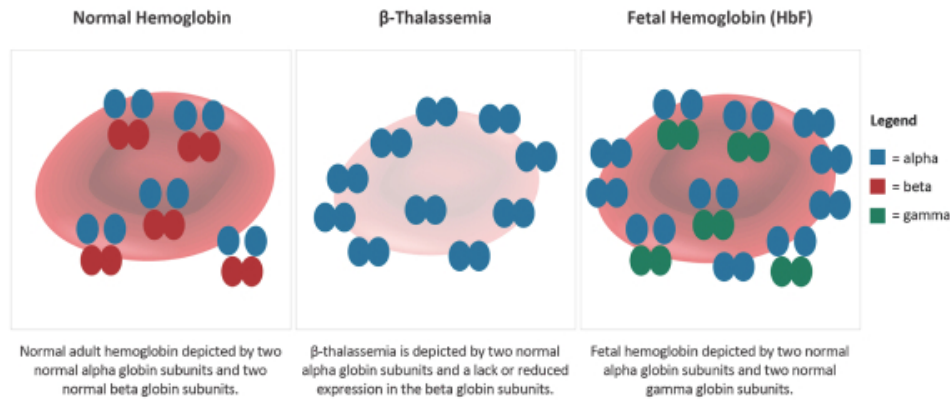 Normal Hemoglobin
β-Thalassemia
Fetal Hemoglobin (HbF)
Legend
= alpha
= beta
= gamma
Normal adult hemoglobin depicted by two
normal alpha globin subunits and two
normal beta globin subunits.
β-thalassemia is depicted by two normal
alpha globin subunits and a lack or reduced
expression in the beta globin subunits.
Fetal hemoglobin depicted by two normal
alpha globin subunits and two normal
gamma globin subunits.